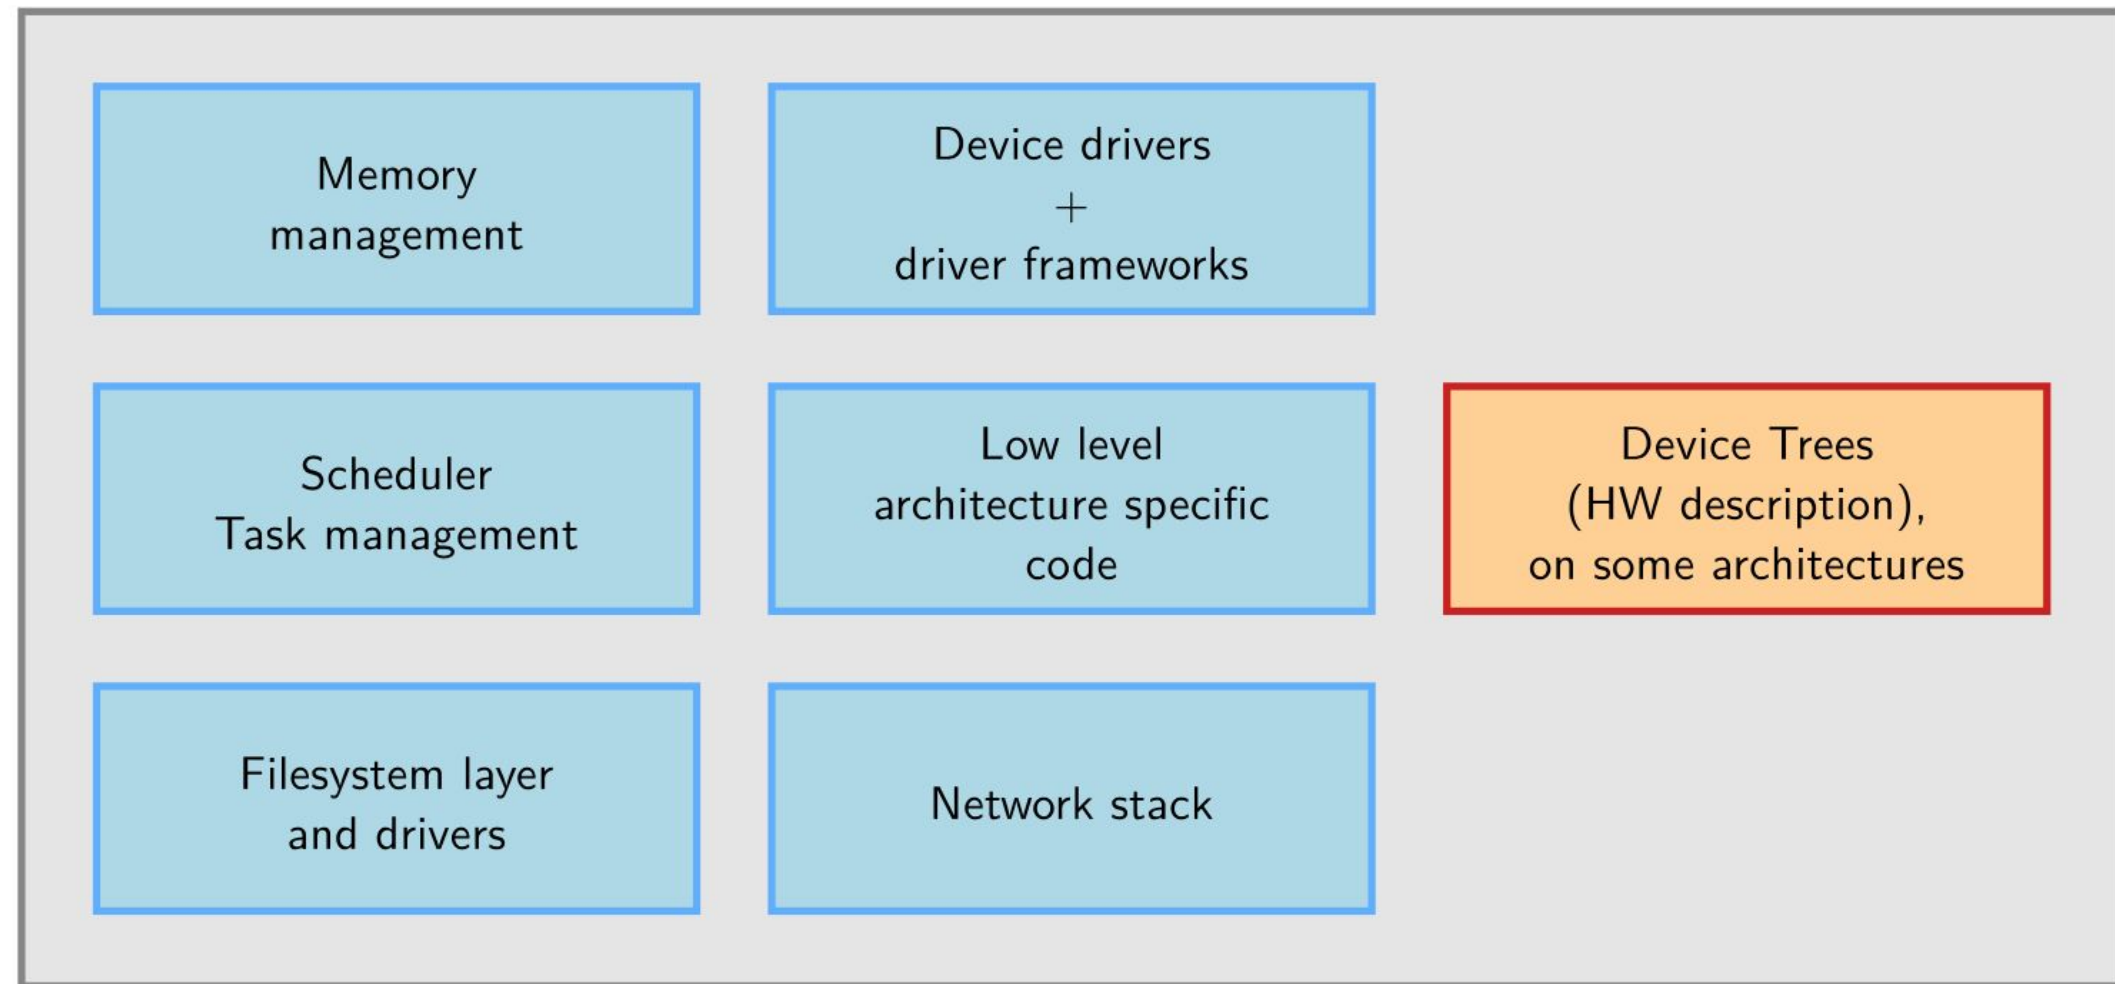 Memory
management
Device drivers
+
driver frameworks
Scheduler
Task management
Low level
architecture specific
code
Device Trees
(HW description),
on some architectures
Filesystem layer
and drivers
Network stack